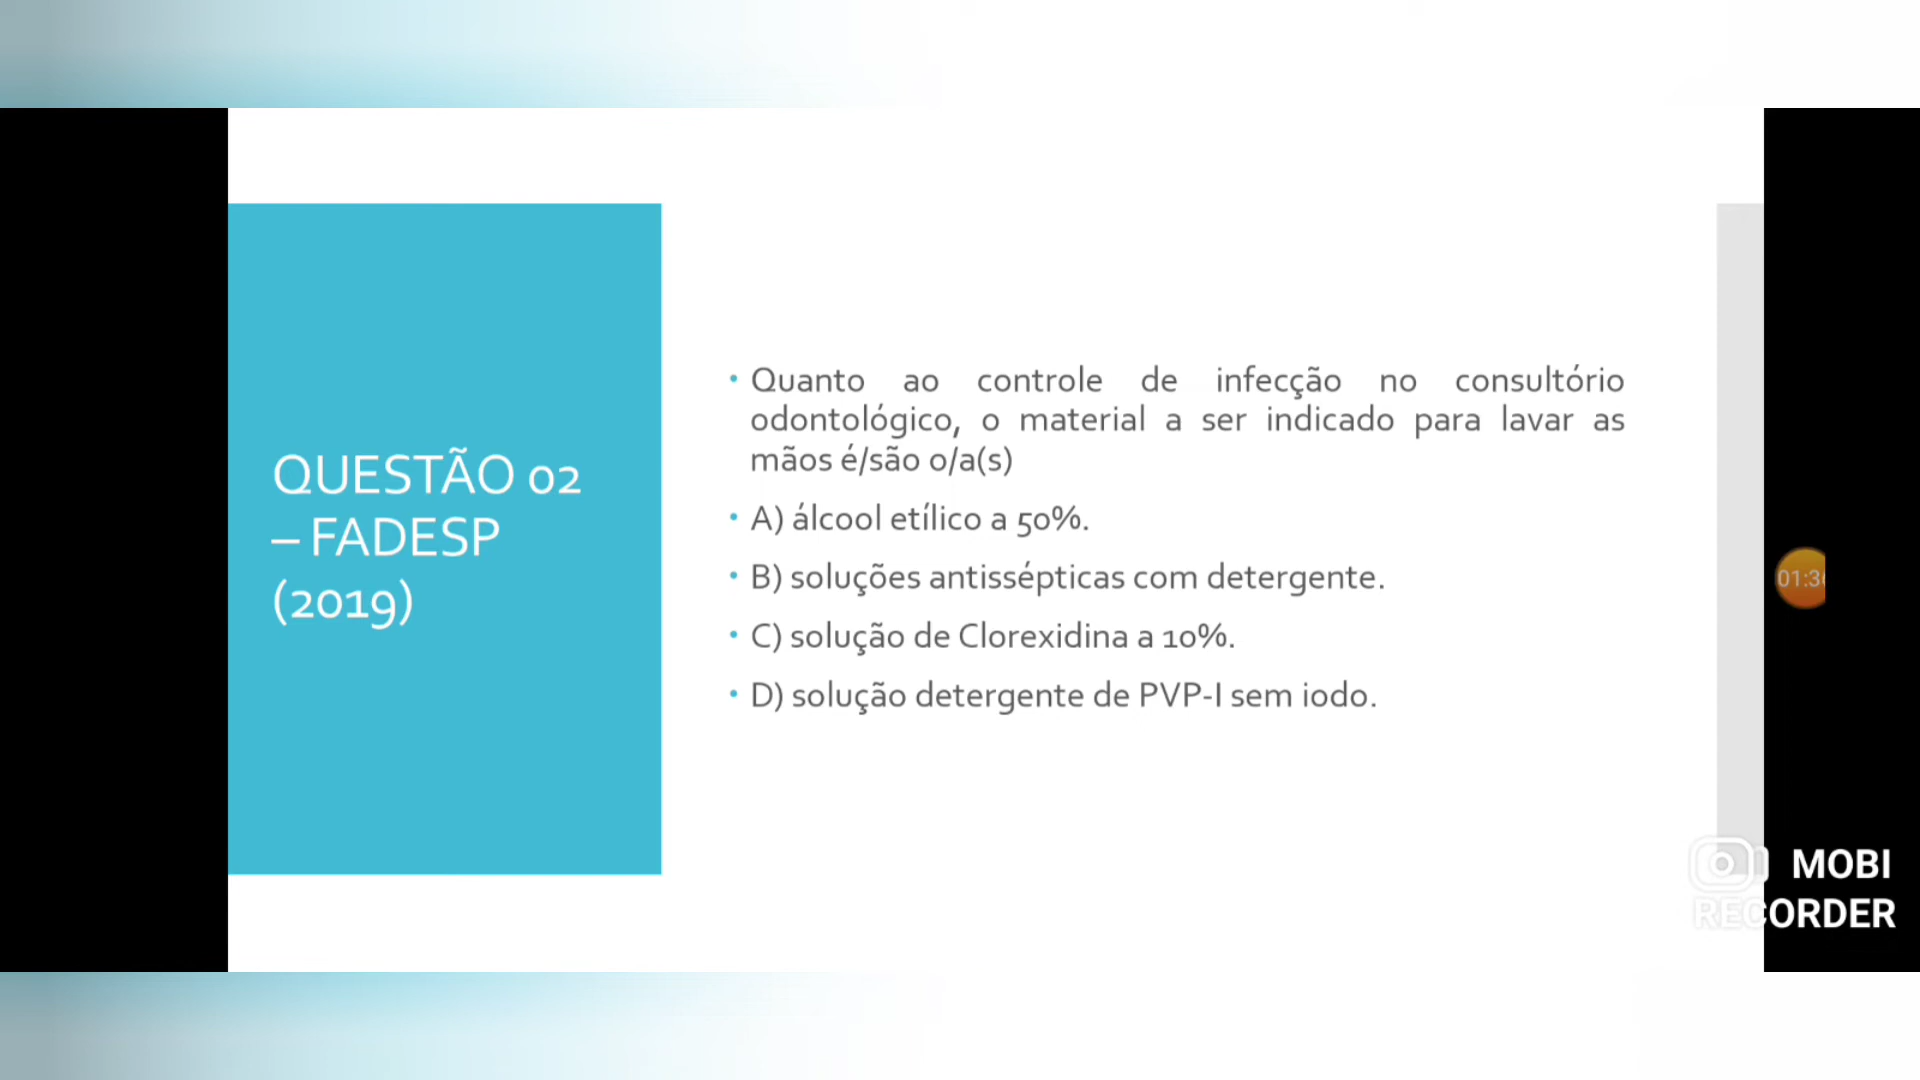 QUESTÃO 02
– FADESP
(2019)
• Quanto ao controle de infecção no consultório
odontológico, o material a ser indicado para lavar as
mãos é/são o/a(s)
• A) álcool etílico a 50%.
• B) soluções antissépticas com detergente.
• C) solução de Clorexidina a 10%.
• D) solução detergente de PVP-I sem iodo.
MOBI
RECORDER